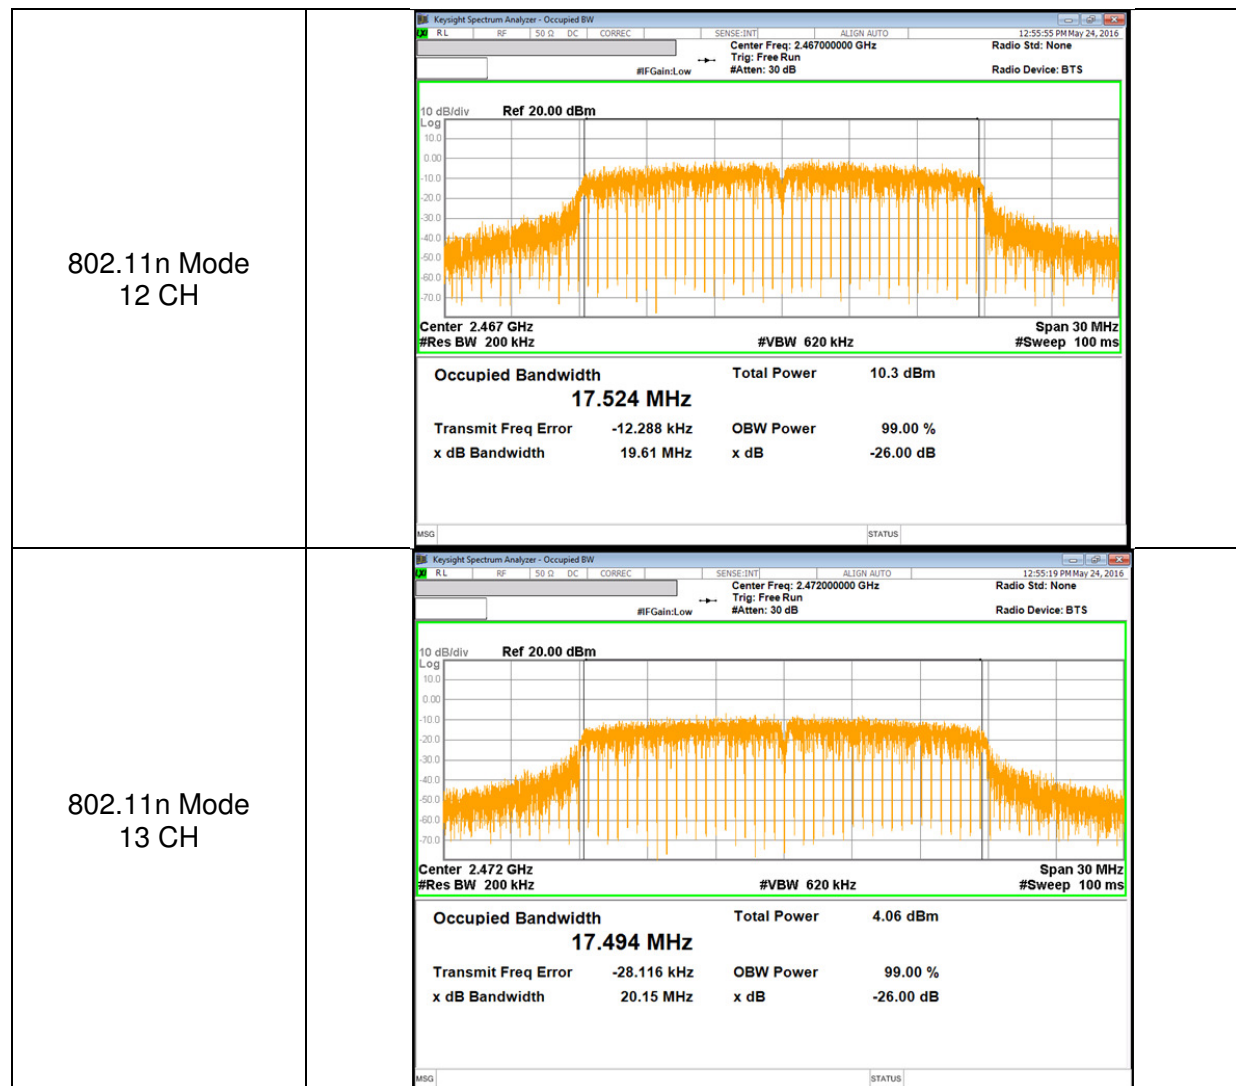 802.11n Mode
12 CH
Keysight Spectrum Analyzer - Occupied BW
RL RF 50 Ω DC CORREC SENSE:INT ALIGN AUTO 12:55:55 PM May 24, 2016
Center Freq: 2.467000000 GHz Radio Std: None
Trig: Free Run
#IFGain:Low #Atten: 30 dB Radio Device: BTS
10 dB/div Ref 20.00 dBm
Log
10.0
0.00
-10.0
-20.0
-30.0
-40.0
-50.0
-60.0
-70.0
Center 2.467 GHz Span 30 MHz
#Res BW 200 kHz #VBW 620 kHz #Sweep 100 ms
Occupied Bandwidth Total Power 10.3 dBm
17.524 MHz
Transmit Freq Error -12.288 kHz OBW Power 99.00 %
x dB Bandwidth 19.61 MHz x dB -26.00 dB
MSG STATUS
802.11n Mode
13 CH
Keysight Spectrum Analyzer - Occupied BW
RL RF 50 Ω DC CORREC SENSE:INT ALIGN AUTO 12:55:19 PM May 24, 2016
Center Freq: 2.472000000 GHz Radio Std: None
Trig: Free Run
#IFGain:Low #Atten: 30 dB Radio Device: BTS
10 dB/div Ref 20.00 dBm
Log
10.0
0.00
-10.0
-20.0
-30.0
-40.0
-50.0
-60.0
-70.0
Center 2.472 GHz Span 30 MHz
#Res BW 200 kHz #VBW 620 kHz #Sweep 100 ms
Occupied Bandwidth Total Power 4.06 dBm
17.494 MHz
Transmit Freq Error -28.116 kHz OBW Power 99.00 %
x dB Bandwidth 20.15 MHz x dB -26.00 dB
MSG STATUS